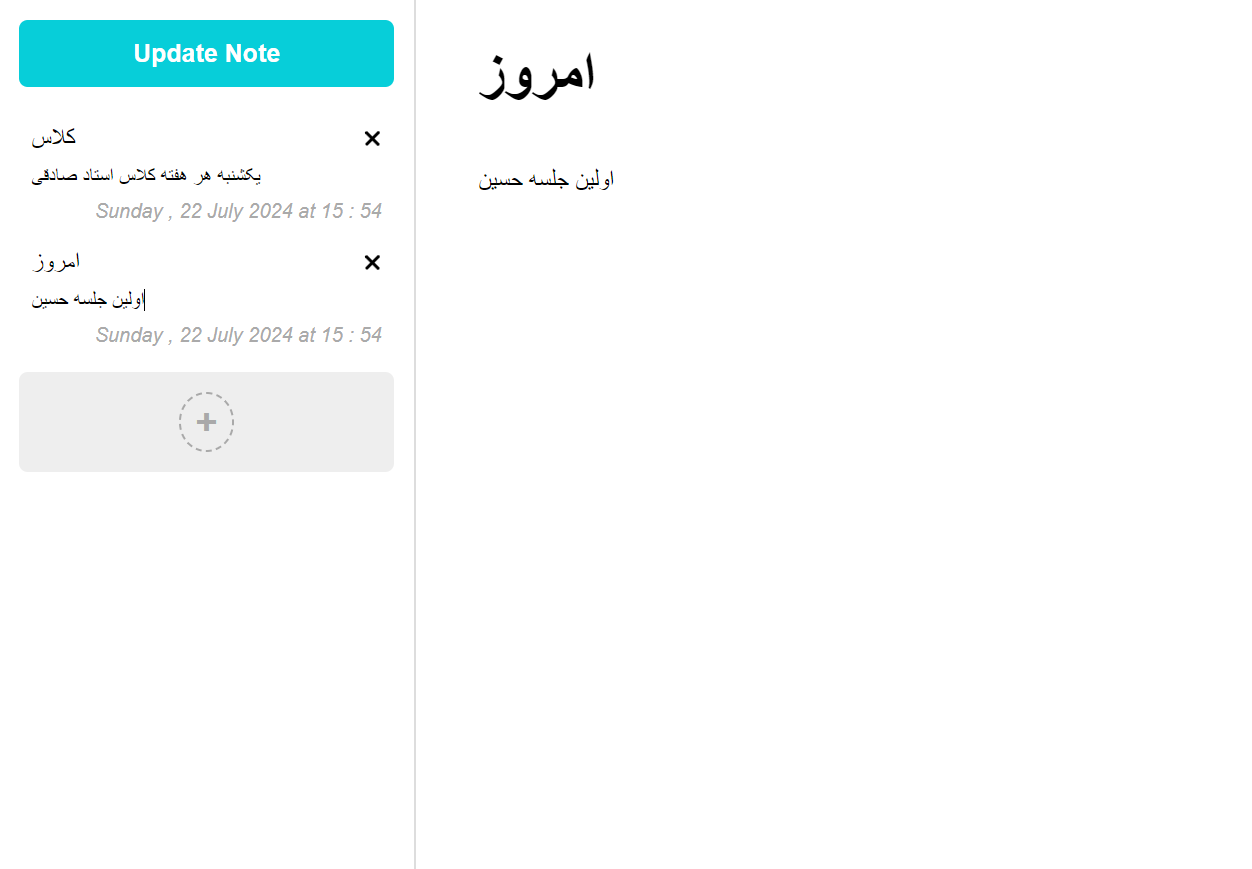 Update Note
کلاس
یکشنبه هر هفته کلاس استاد صادقی
Sunday , 22 July 2024 at 15 : 54
امروز
اولین جلسه حسین
Sunday , 22 July 2024 at 15 : 54
امروز
اولین جلسه حسین